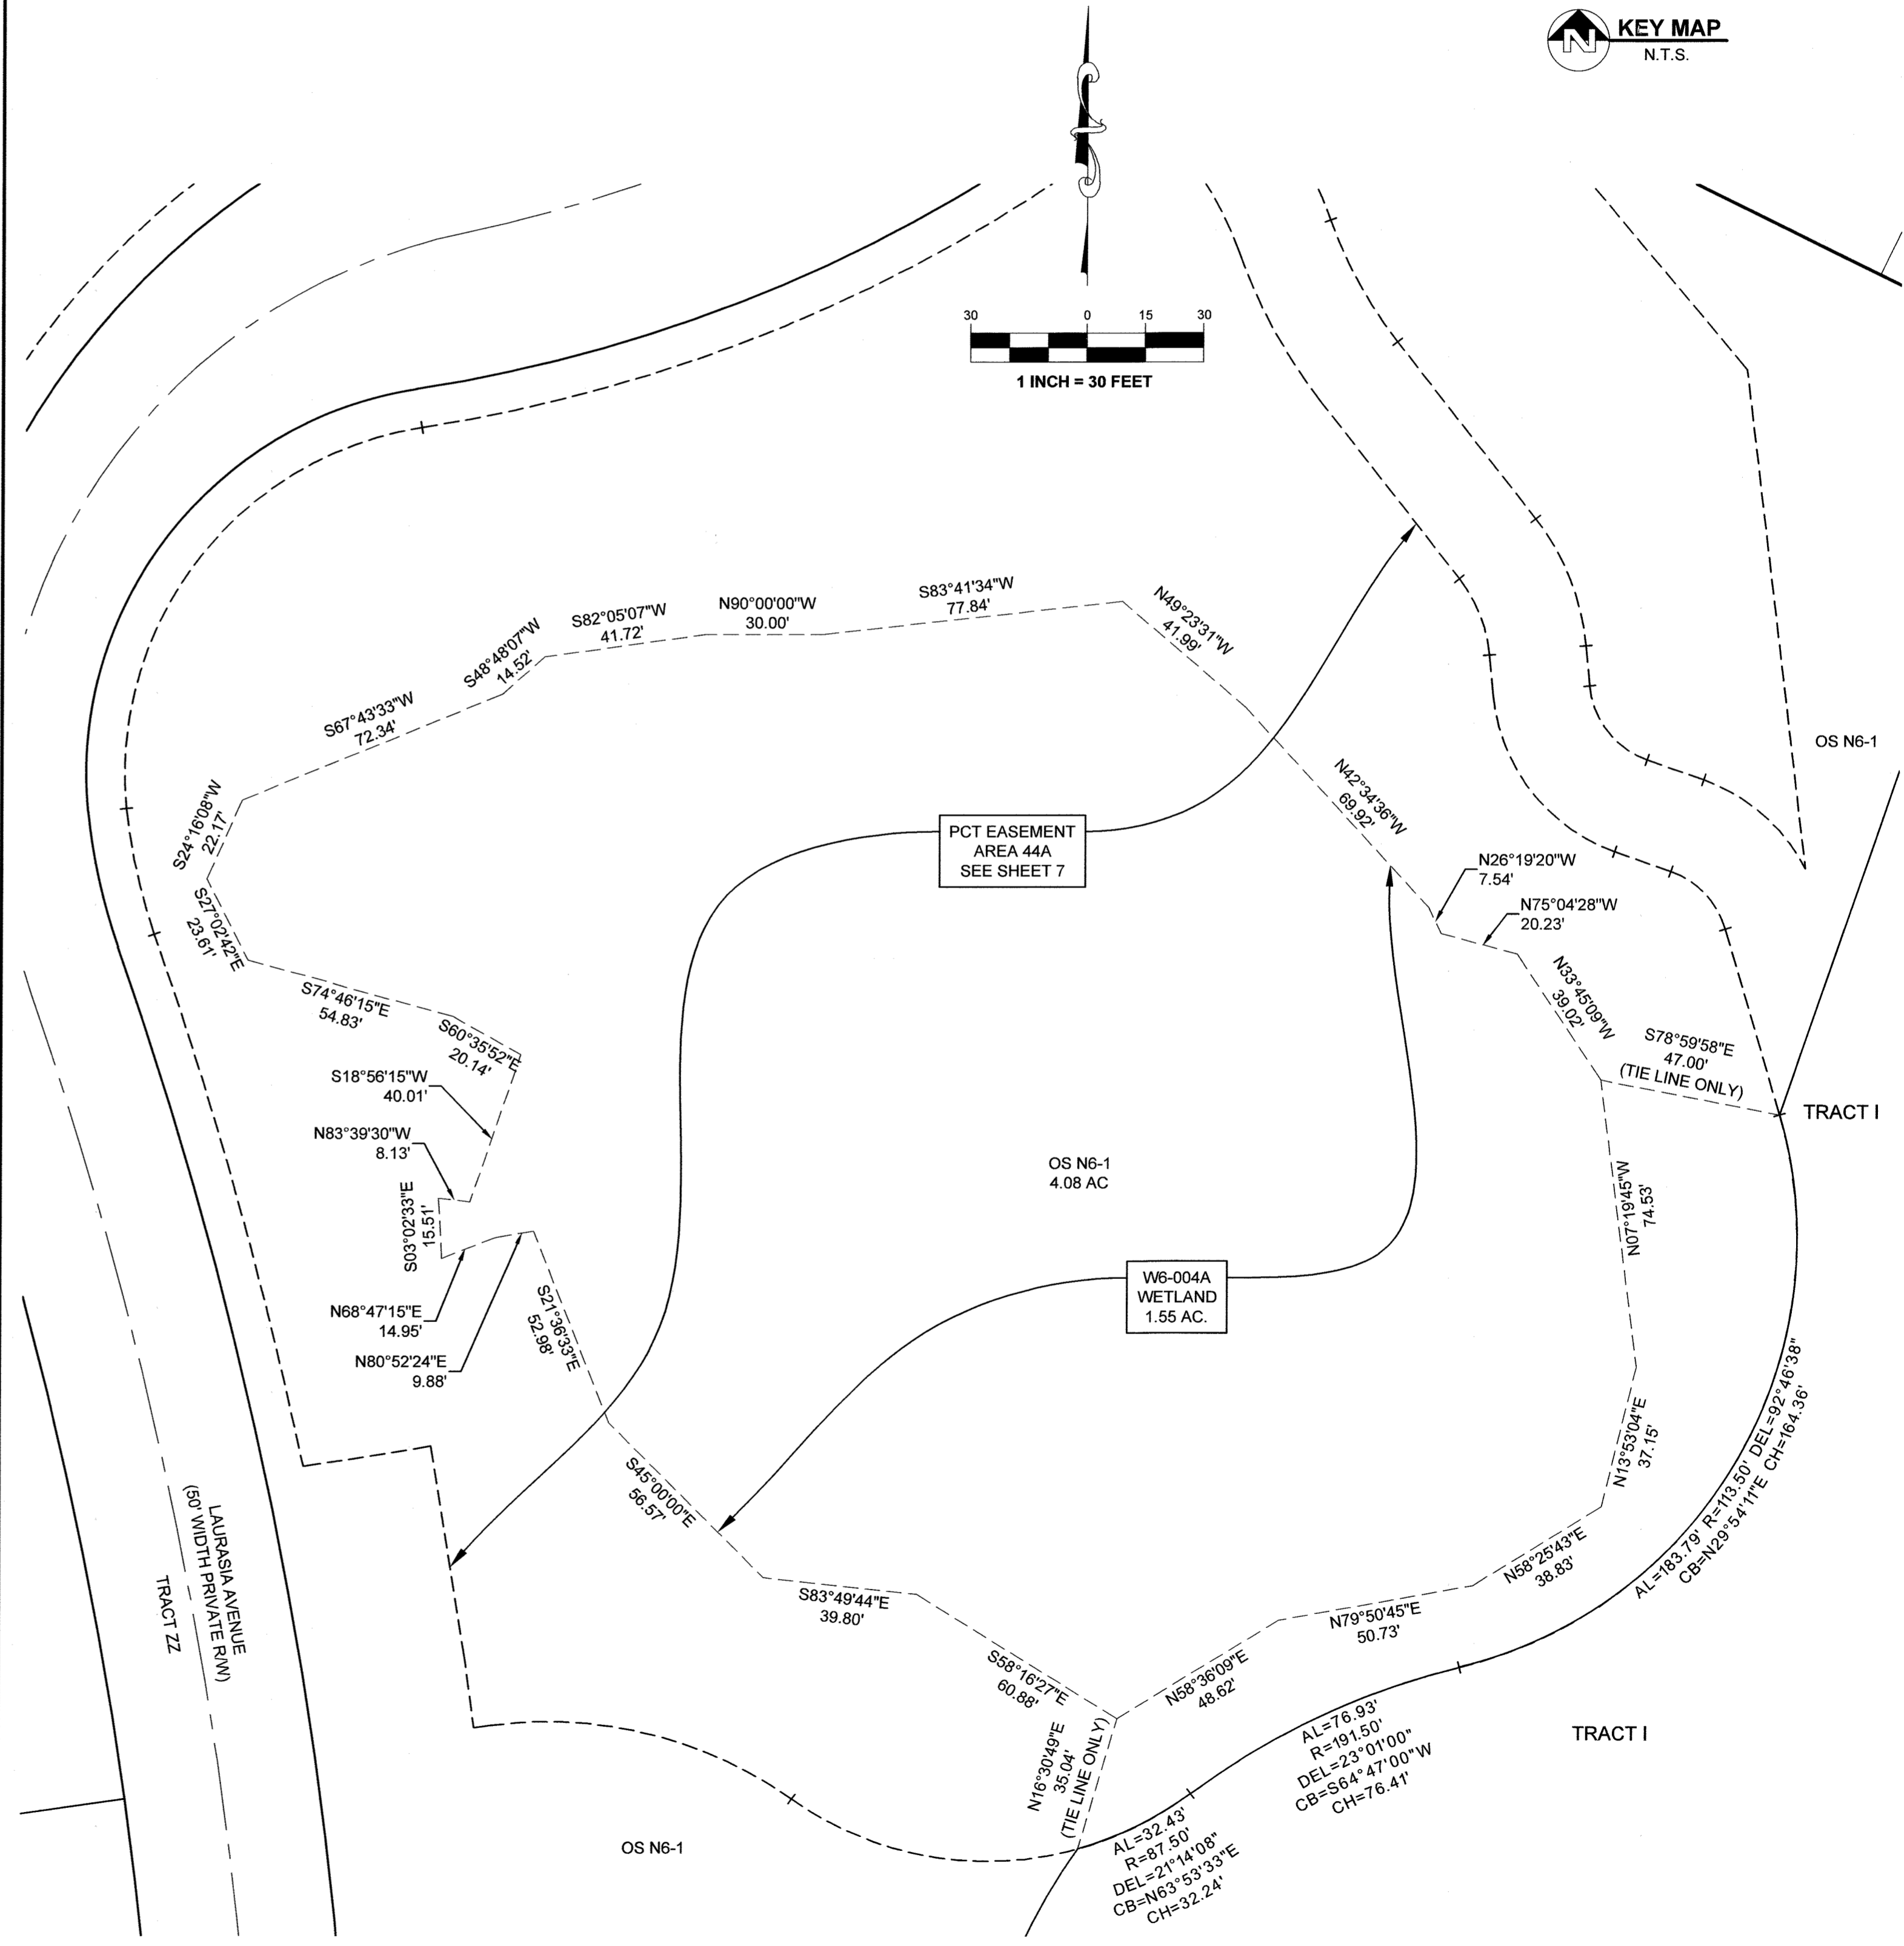 N
KEY MAP
N.T.S.
30 0 15 30
1 INCH = 30 FEET
S83°41'34"W
77.84'
N90°00'00"W
30.00'
S82°05'07"W
41.72'
S48°48'07"W
14.52'
S67°43'33"W
72.34'
S24°16'08"W
22.17'
S27°02'42"E
23.61'
S74°46'15"E
54.83'
S60°35'52"E
20.14'
S18°56'15"W
40.01'
N83°39'30"W
8.13'
S03°02'33"E
15.51'
N68°47'15"E
14.95'
N80°52'24"E
9.88'
S21°36'33"E
52.98'
S45°00'00"E
56.57'
S83°49'44"E
39.80'
S58°16'27"E
60.88'
N16°30'49"E
35.04'
(TIE LINE ONLY)
N58°36'09"E
48.62'
N79°50'45"E
50.73'
N58°25'43"E
38.83'
N13°53'04"E
37.15'
N07°19'45"W
74.53'
S78°59'58"E
47.00'
(TIE LINE ONLY)
N33°45'09"W
39.02'
N75°04'28"W
20.23'
N26°19'20"W
7.54'
N42°34'36"W
69.92'
N49°23'31"W
41.99'
PCT EASEMENT
AREA 44A
SEE SHEET 7
OS N6-1
4.08 AC
W6-004A
WETLAND
1.55 AC.
OS N6-1
TRACT I
AL=183.79' R=113.50' DEL=92°46'38"
CB=N29°54'11"E CH=164.36'
AL=76.93'
R=191.50'
DEL=23°01'00"
CB=S64°47'00"W
CH=76.41'
AL=32.43'
R=87.50'
DEL=21°14'08"
CB=N63°53'33"E
CH=32.24'
TRACT I
OS N6-1
LAURASIA AVENUE
(50' WIDTH PRIVATE R/W)
TRACT ZZ